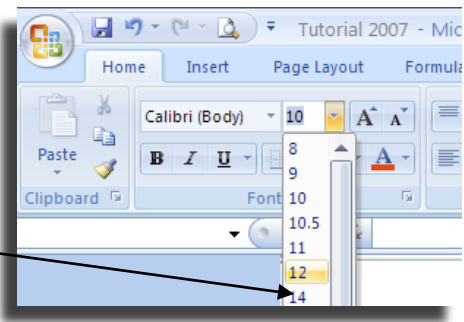 Tutorial 2007 - Mic
Home Insert Page Layout Formula
Calibri (Body) 10 A A
Paste B I U A
Clipboard Font
8
9
10
10.5
11
12
14